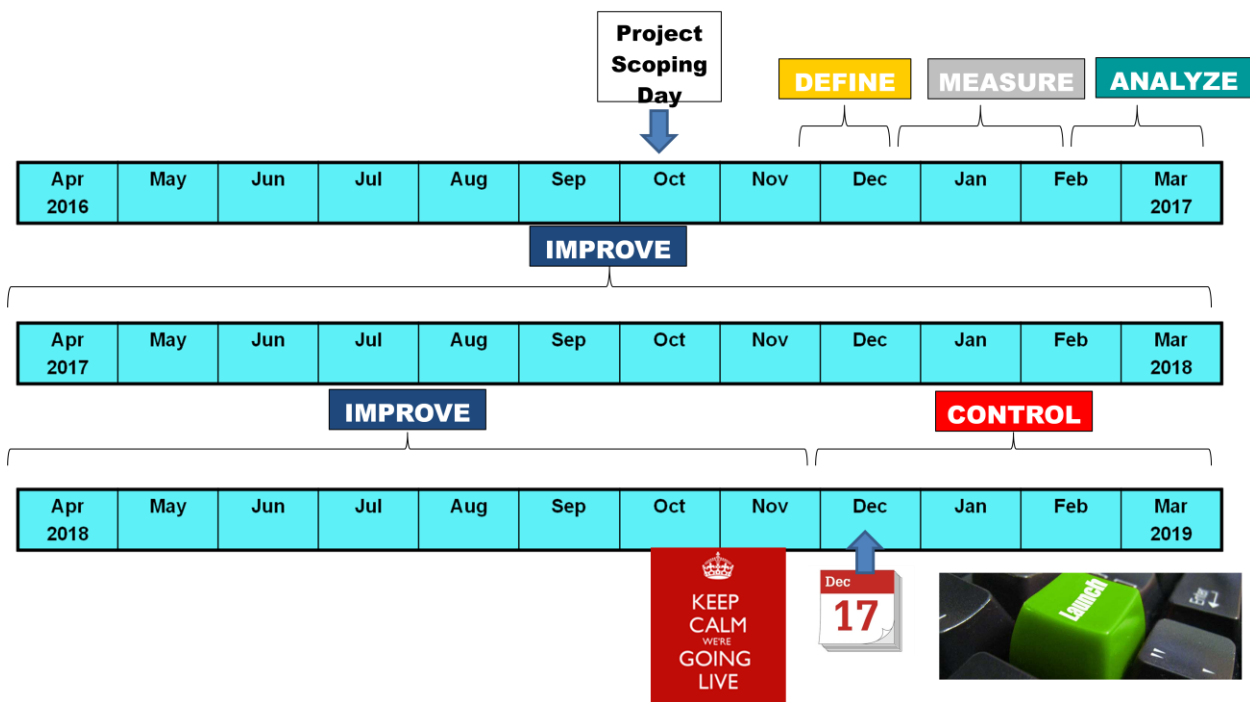 Project
Scoping
Day
DEFINE
MEASURE
ANALYZE
Apr May Jun Jul Aug Sep Oct Nov Dec Jan Feb Mar
2016 2017
IMPROVE
Apr May Jun Jul Aug Sep Oct Nov Dec Jan Feb Mar
2017 2018
IMPROVE
CONTROL
Apr May Jun Jul Aug Sep Oct Nov Dec Jan Feb Mar
2018 2019
KEEP
CALM
WE'RE
GOING
LIVE
Dec
17
Launch
Enter
"